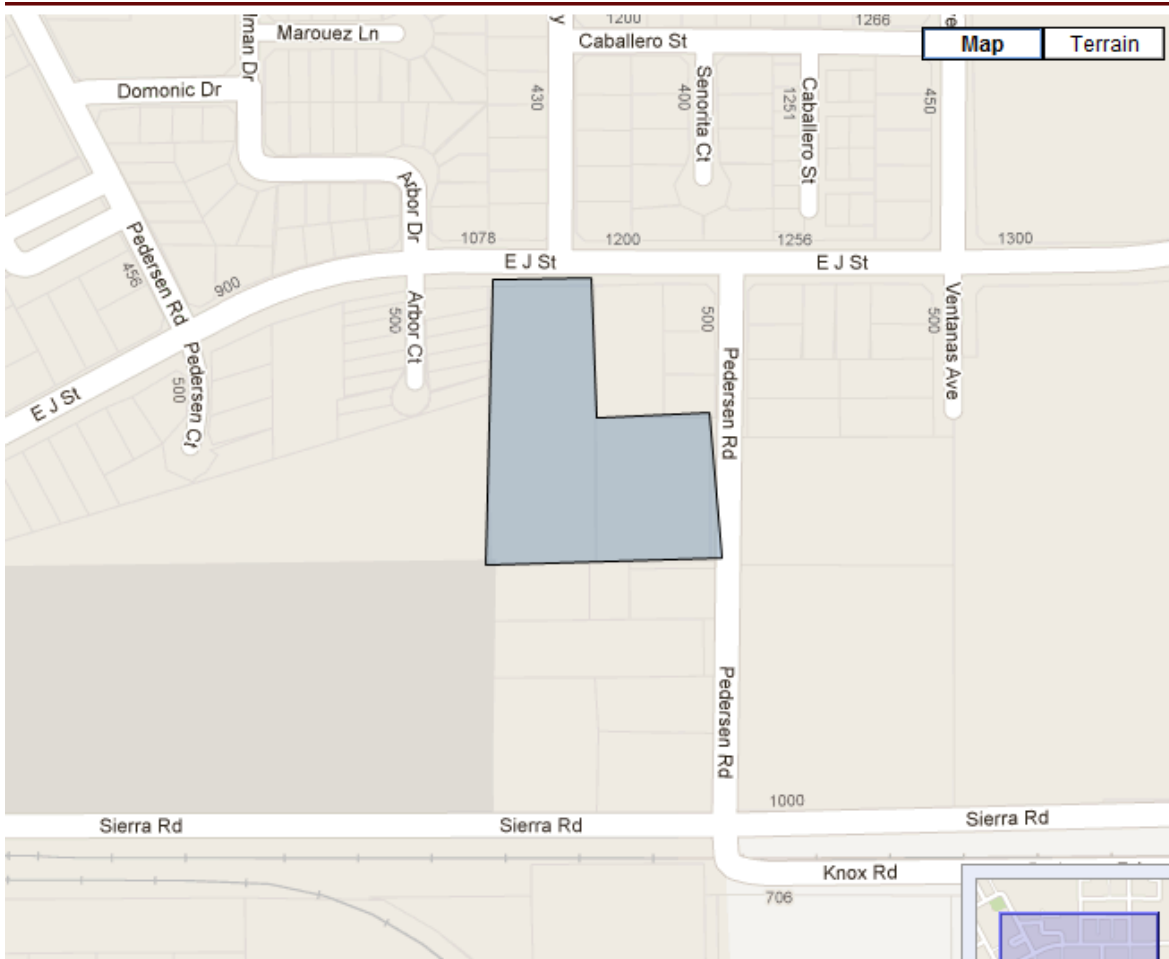 1200
1266
Marouez Ln
lman Dr
y
Caballero St
Map
Terrain
Domonic Dr
430
Senorita Ct
400
1251
Caballero St
450
Arbor Dr
1078
1200
1256
1300
E J St
E J St
Pedersen Rd
456
900
Arbor Ct
500
500
Ventanas Ave
500
Pedersen Ct
500
Pedersen Rd
E J St
Pedersen Rd
1000
Sierra Rd
Sierra Rd
Sierra Rd
Knox Rd
706